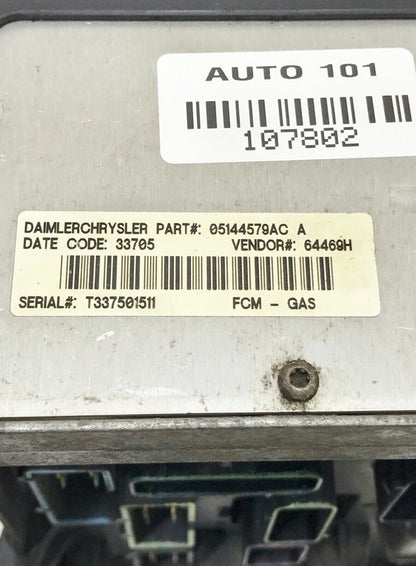 AUTO 101
107802
DAIMLERCHRYSLER PART#: 05144579AC A
DATE CODE: 33705 VENDOR#: 64469H
SERIAL#: T337501511 FCM - GAS